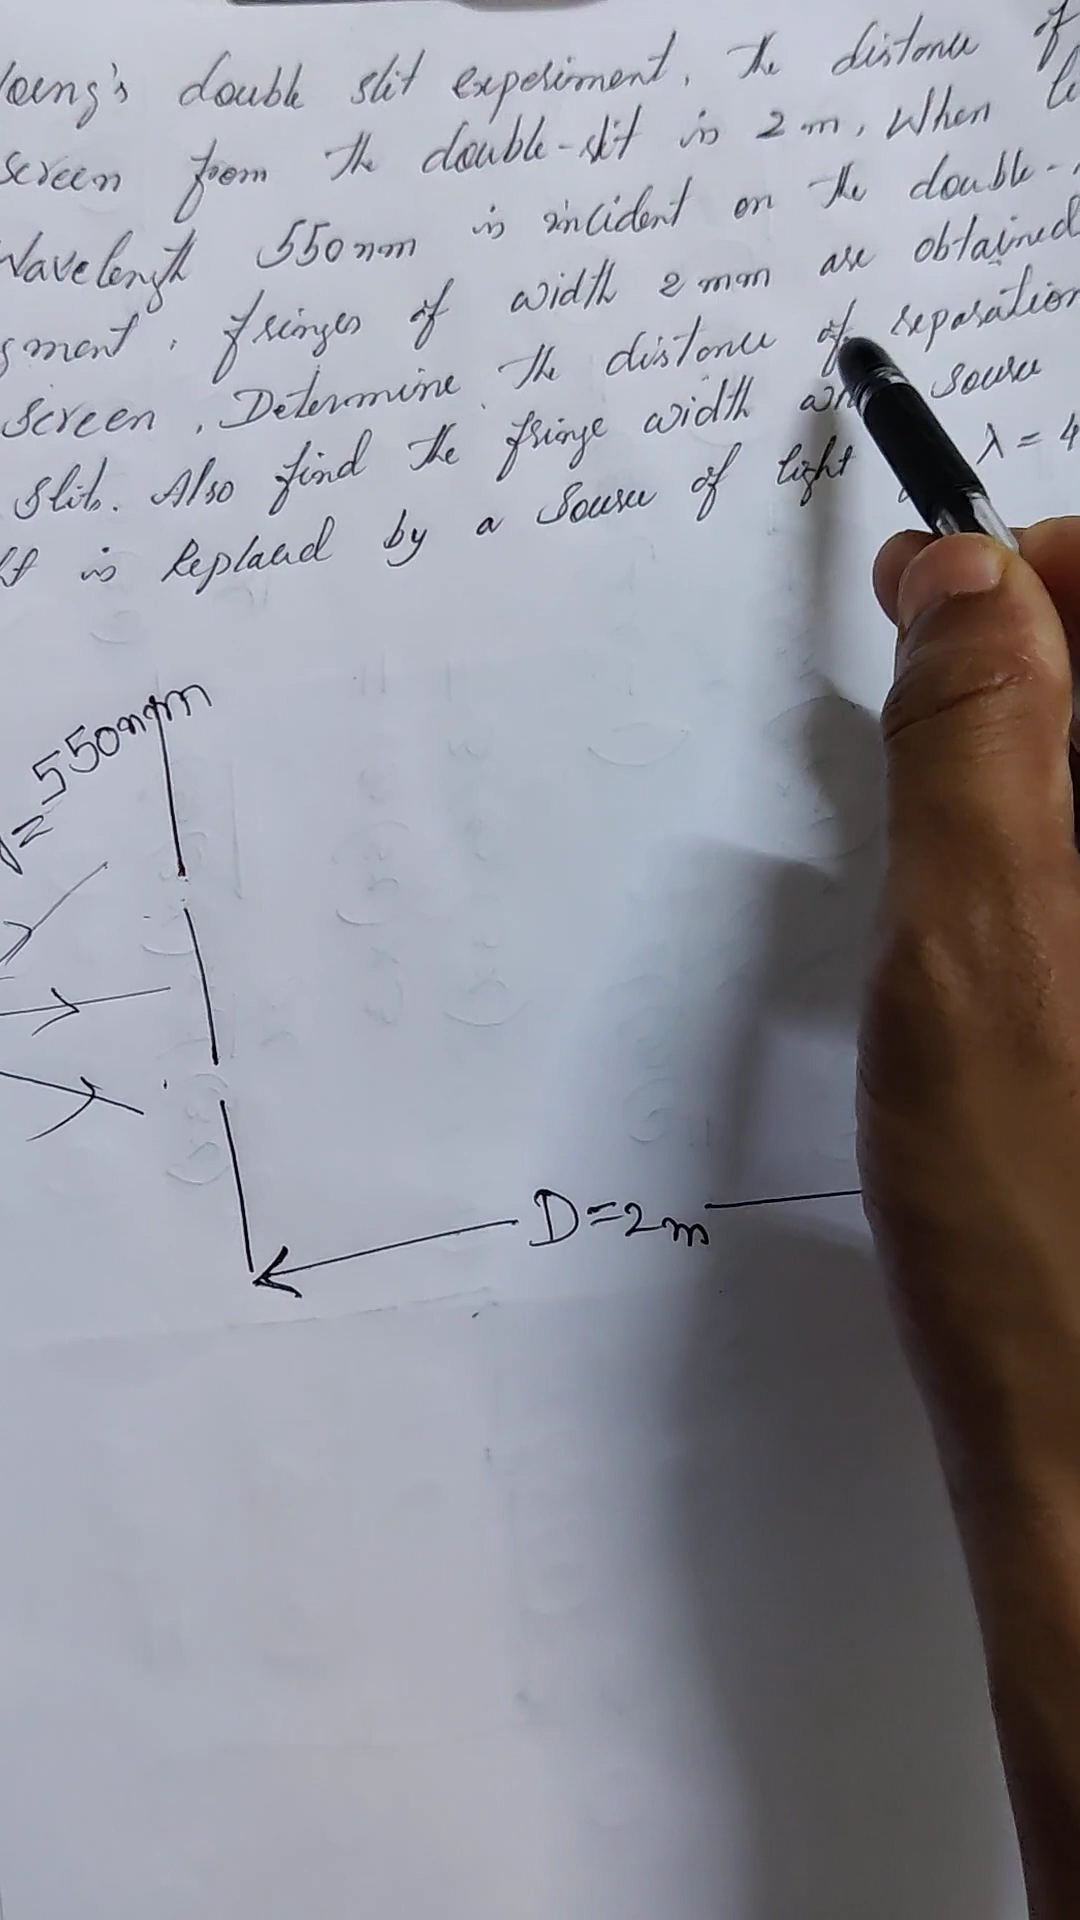 double slit experiment, The distance of
screen from The double-slit is 2 m, When
Wavelength 550 nm is incident on The double-
fringes of width 2 mm are obtained
screen. Determine The distance of separation
slits. Also find The fringe width source
is Replaced by a Source of light λ = 4
= 550 nm
D = 2 m